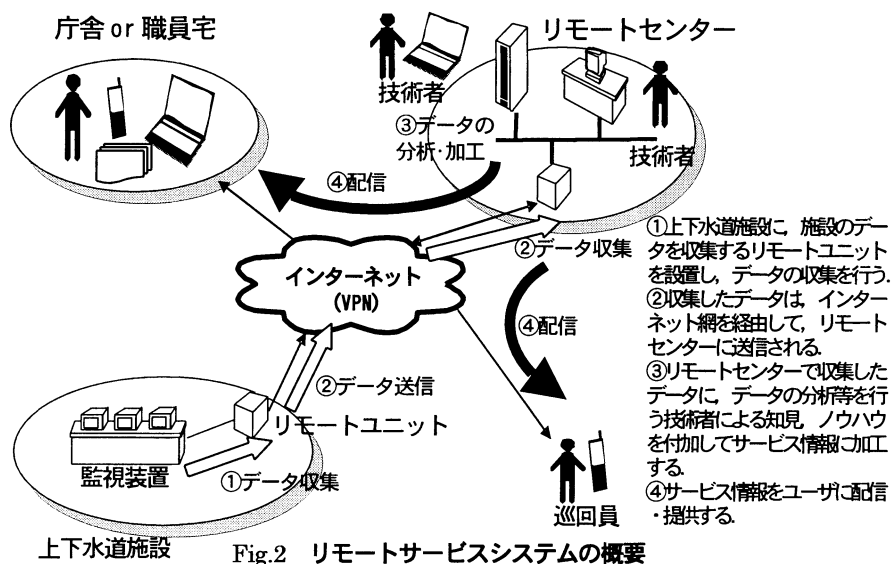 庁舎 or 職員宅
リモートセンター
技術者
③データの
分析・加工
技術者
④配信
②データ収集
インターネット
(VPN)
④配信
②データ送信
リモートユニット
監視装置
①データ収集
巡回員
上下水道施設
①上下水道施設に，施設のデー
タを収集するリモートユニット
を設置し，データの収集を行う.
②収集したデータは，インター
ネット網を経由して，リモート
センターに送信される.
③リモートセンターで収集した
データに，データの分析等を行
う技術者による知見，ノウハウ
を付加してサービス情報に加工
する.
④サービス情報をユーザに配信
・提供する.
Fig.2 リモートサービスシステムの概要